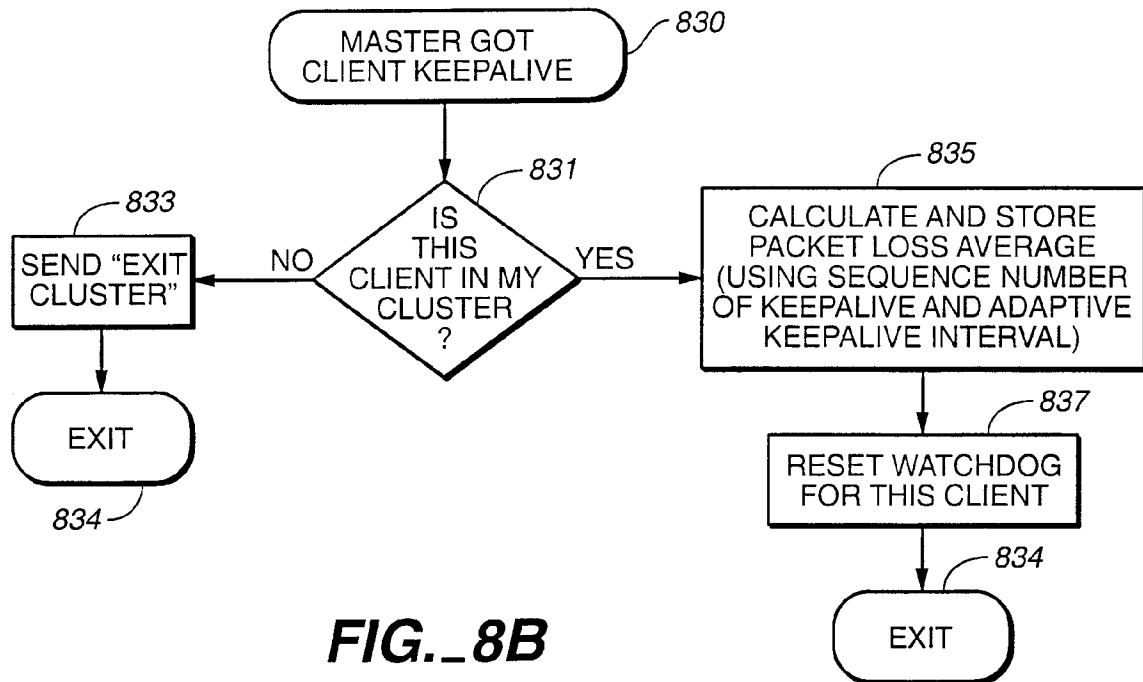 MASTER GOT
CLIENT KEEPALIVE
830
IS
THIS
CLIENT IN MY
CLUSTER
?
831
NO
YES
833
SEND "EXIT
CLUSTER"
EXIT
834
835
CALCULATE AND STORE
PACKET LOSS AVERAGE
(USING SEQUENCE NUMBER
OF KEEPALIVE AND ADAPTIVE
KEEPALIVE INTERVAL)
837
RESET WATCHDOG
FOR THIS CLIENT
834
EXIT
FIG._8B